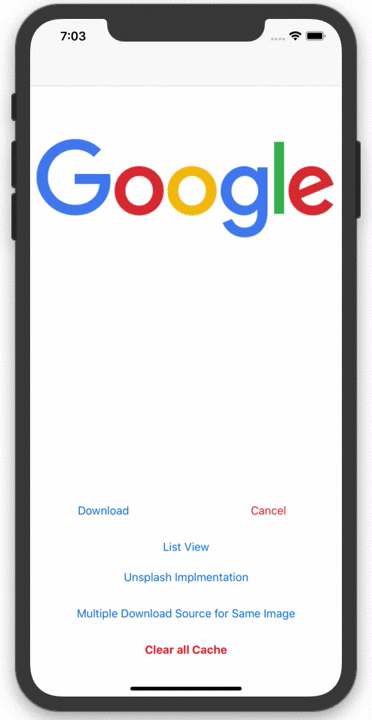 7:03
Google
Download Cancel
List View
Unsplash Implmentation
Multiple Download Source for Same Image
Clear all Cache